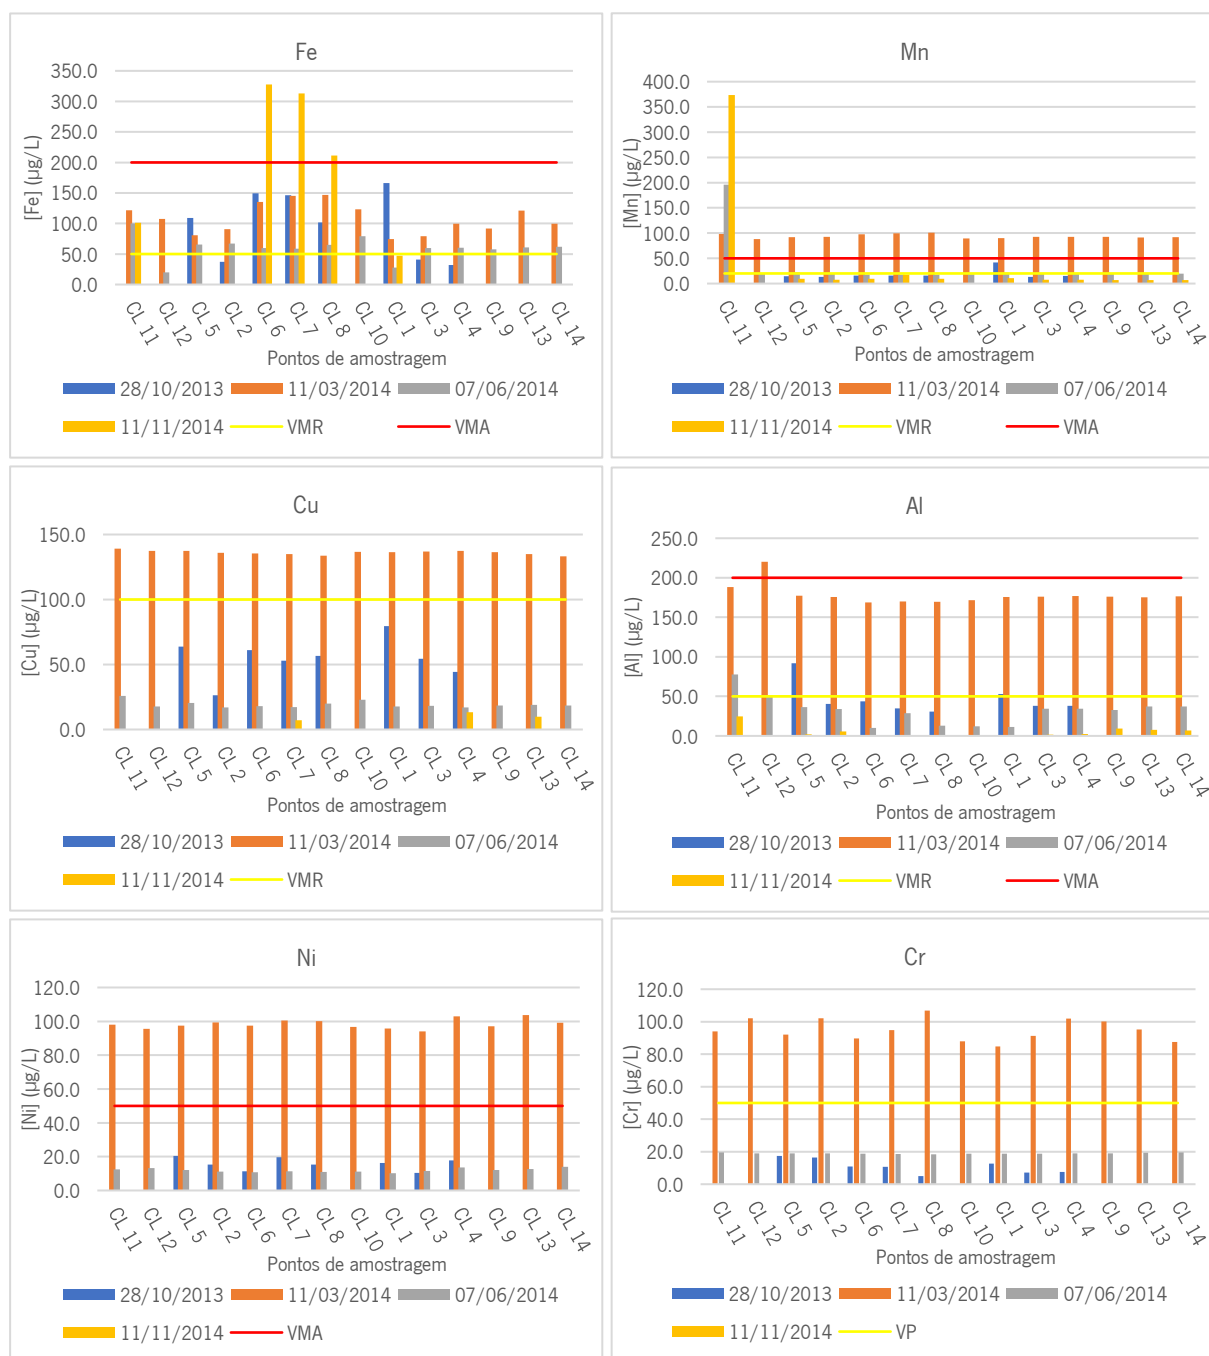 Fe
[Fe] (µg/L)
350.0
300.0
250.0
200.0
150.0
100.0
50.0
0.0
CL 11 CL 12 CL 5 CL 2 CL 6 CL 7 CL 8 CL 10 CL 1 CL 3 CL 4 CL 9 CL 13 CL 14
Pontos de amostragem
28/10/2013 11/03/2014 07/06/2014
11/11/2014 VMR VMA
Mn
[Mn] (µg/L)
400.0
350.0
300.0
250.0
200.0
150.0
100.0
50.0
0.0
CL 11 CL 12 CL 5 CL 2 CL 6 CL 7 CL 8 CL 10 CL 1 CL 3 CL 4 CL 9 CL 13 CL 14
Pontos de amostragem
28/10/2013 11/03/2014 07/06/2014
11/11/2014 VMR VMA
Cu
[Cu] (µg/L)
150.0
100.0
50.0
0.0
CL 11 CL 12 CL 5 CL 2 CL 6 CL 7 CL 8 CL 10 CL 1 CL 3 CL 4 CL 9 CL 13 CL 14
Pontos de amostragem
28/10/2013 11/03/2014 07/06/2014
11/11/2014 VMR
Al
[Al] (µg/L)
250.0
200.0
150.0
100.0
50.0
0.0
CL 11 CL 12 CL 5 CL 2 CL 6 CL 7 CL 8 CL 10 CL 1 CL 3 CL 4 CL 9 CL 13 CL 14
Pontos de amostragem
28/10/2013 11/03/2014 07/06/2014
11/11/2014 VMR VMA
Ni
[Ni] (µg/L)
120.0
100.0
80.0
60.0
40.0
20.0
0.0
CL 11 CL 12 CL 5 CL 2 CL 6 CL 7 CL 8 CL 10 CL 1 CL 3 CL 4 CL 9 CL 13 CL 14
Pontos de amostragem
28/10/2013 11/03/2014 07/06/2014
11/11/2014 VMA
Cr
[Cr] (µg/L)
120.0
100.0
80.0
60.0
40.0
20.0
0.0
CL 11 CL 12 CL 5 CL 2 CL 6 CL 7 CL 8 CL 10 CL 1 CL 3 CL 4 CL 9 CL 13 CL 14
Pontos de amostragem
28/10/2013 11/03/2014 07/06/2014
11/11/2014 VP